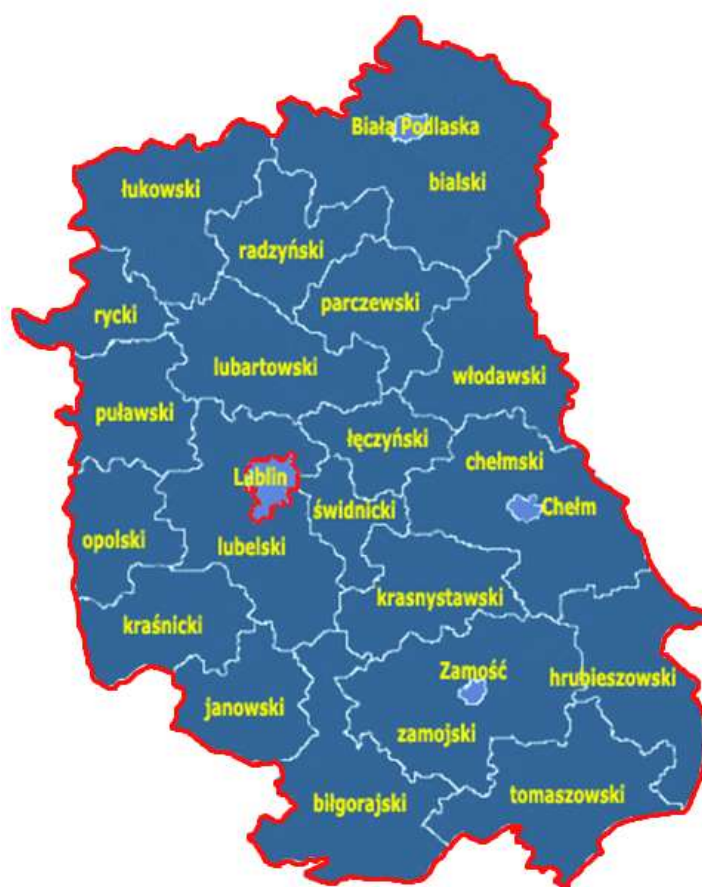 Biała Podlaska
bialski
łukowski
radzyński
parczewski
rycki
lubartowski
włodawski
puławski
łęczyński
chełmski
Lublin
świdnicki
Chełm
opolski
lubelski
krasnystawski
kraśnicki
Zamość
hrubieszowski
janowski
zamojski
biłgorajski
tomaszowski